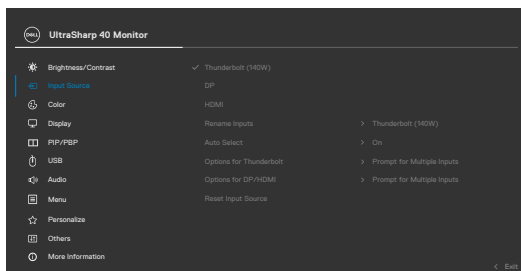 DELL UltraSharp 40 Monitor
Brightness/Contrast
Input Source
Color
Display
PIP/PBP
USB
Audio
Menu
Personalize
Others
More Information
Thunderbolt (140W)
DP
HDMI
Rename Inputs > Thunderbolt (140W)
Auto Select > On
Options for Thunderbolt > Prompt for Multiple Inputs
Options for DP/HDMI > Prompt for Multiple Inputs
Reset Input Source
< Exit